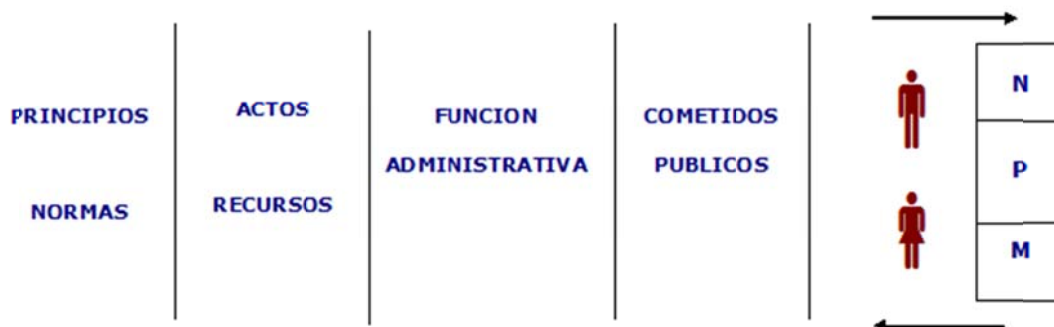 PRINCIPIOS
NORMAS
ACTOS
RECURSOS
FUNCION
ADMINISTRATIVA
COMETIDOS
PUBLICOS
N
P
M